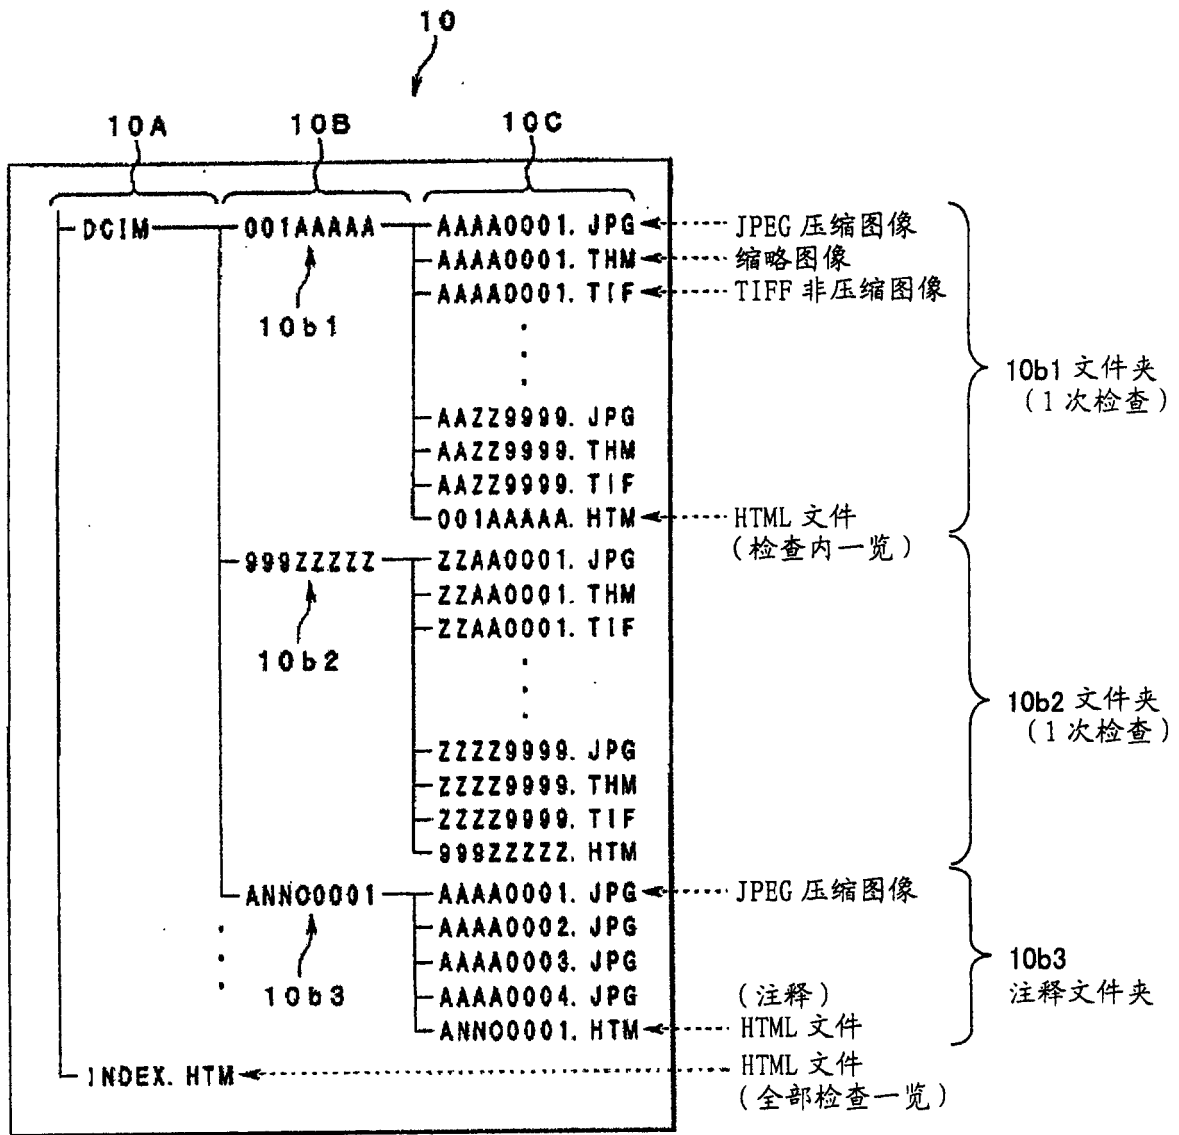 10
10A 10B 10C
DCIM 001AAAAA AAAA0001. JPG JPEG 压缩图像
AAAA0001. THM 缩略图像
AAAA0001. TIF TIFF 非压缩图像
10b1
10b1 文件夹
(1 次检查)
AAZZ9999. JPG
AAZZ9999. THM
AAZZ9999. TIF
001AAAAA. HTM HTML 文件
(检查内一览)
999ZZZZZ ZZAA0001. JPG
ZZAA0001. THM
ZZAA0001. TIF
10b2
10b2 文件夹
(1 次检查)
ZZZZ9999. JPG
ZZZZ9999. THM
ZZZZ9999. TIF
999ZZZZZ. HTM
ANNO0001 AAAA0001. JPG JPEG 压缩图像
AAAA0002. JPG
AAAA0003. JPG
10b3
注释文件夹
10b3 AAAA0004. JPG (注释)
ANNO0001. HTM HTML 文件
INDEX. HTM HTML 文件
(全部检查一览)